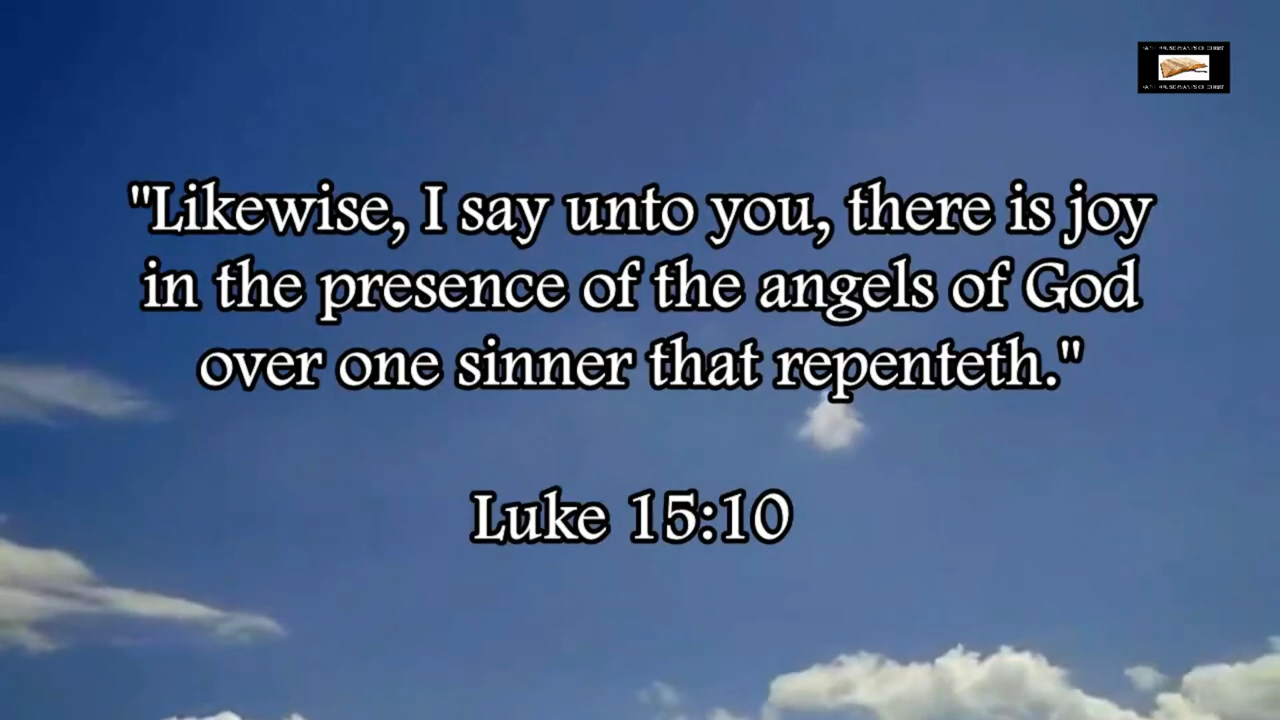 "Likewise, I say unto you, there is joy
in the presence of the angels of God
over one sinner that repenteth."
Luke 15:10